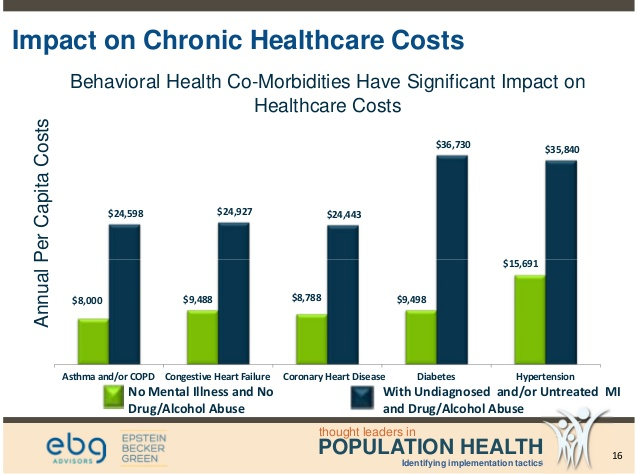 Impact on Chronic Healthcare Costs
Behavioral Health Co-Morbidities Have Significant Impact on
Healthcare Costs
Annual Per Capita Costs
$8,000
$24,598
$9,488
$24,927
$8,788
$24,443
$9,498
$36,730
$15,691
$35,840
Asthma and/or COPD
Congestive Heart Failure
Coronary Heart Disease
Diabetes
Hypertension
No Mental Illness and No
Drug/Alcohol Abuse
With Undiagnosed and/or Untreated MI
and Drug/Alcohol Abuse
ebg
ADVISORS
EPSTEIN
BECKER
GREEN
thought leaders in
POPULATION HEALTH
Identifying implementation tactics
16